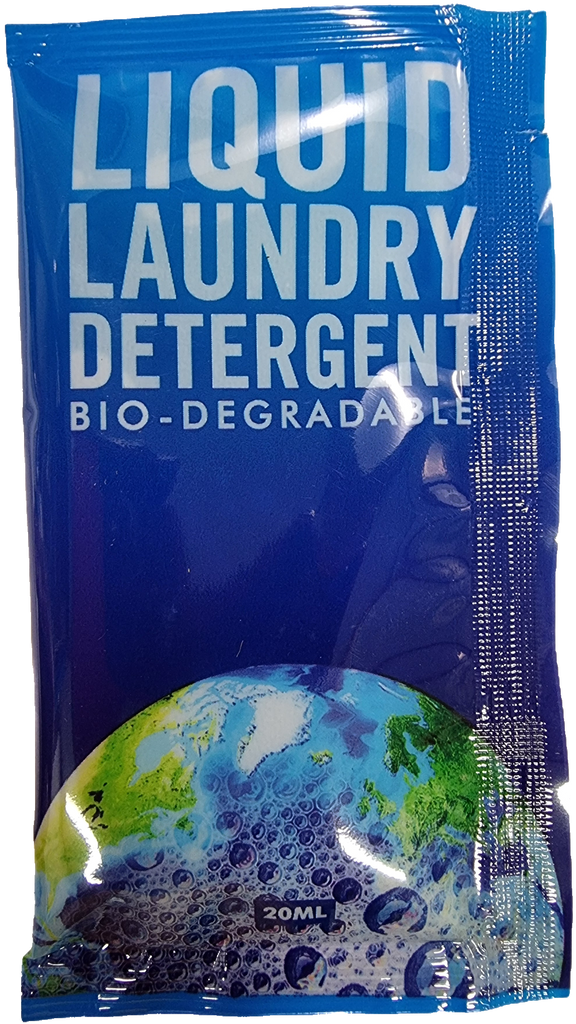 LIQUID
LAUNDRY
DETERGENT
BIO-DEGRADABLE
20ML